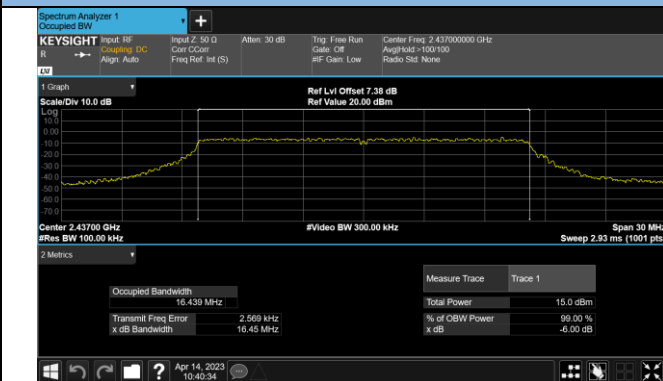 Spectrum Analyzer 1
Occupied BW
+
KEYSIGHT Input: RF Input Z: 50 Ω Atten: 30 dB Trig: Free Run Center Freq: 2.437000000 GHz
R Coupling: DC Corr CCorr Gate: Off Avg|Hold:>100/100
Align: Auto Freq Ref: Int (S) #IF Gain: Low Radio Std: None
LXI
1 Graph
Ref Lvl Offset 7.38 dB
Scale/Div 10.0 dB Ref Value 20.00 dBm
Log
10.0
0.00
-10.0
-20.0
-30.0
-40.0
-50.0
-60.0
-70.0
Center 2.43700 GHz #Video BW 300.00 kHz Span 30 MHz
#Res BW 100.00 kHz Sweep 2.93 ms (1001 pts
2 Metrics
Measure Trace Trace 1
Occupied Bandwidth
16.439 MHz
Total Power 15.0 dBm
Transmit Freq Error 2.569 kHz % of OBW Power 99.00 %
x dB Bandwidth 16.45 MHz x dB -6.00 dB
? Apr 14, 2023
10:40:34